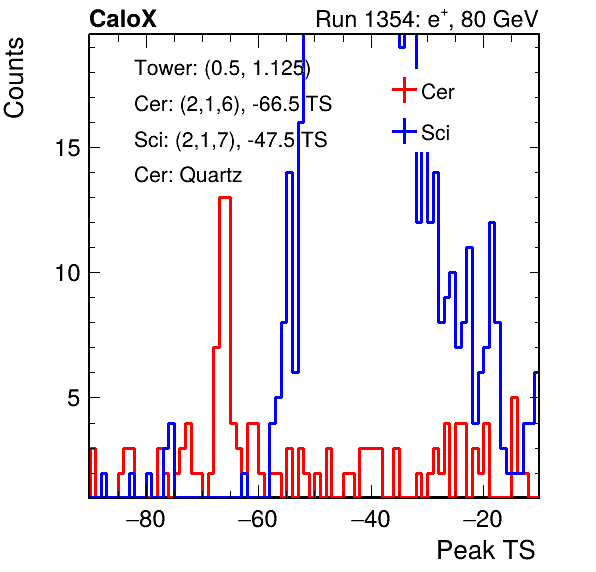 CaloX Run 1354: e⁺, 80 GeV
Counts
Tower: (0.5, 1.125)
Cer: (2,1,6), -66.5 TS
Sci: (2,1,7), -47.5 TS
Cer: Quartz
Cer
Sci
15
10
5
−80 −60 −40 −20
Peak TS